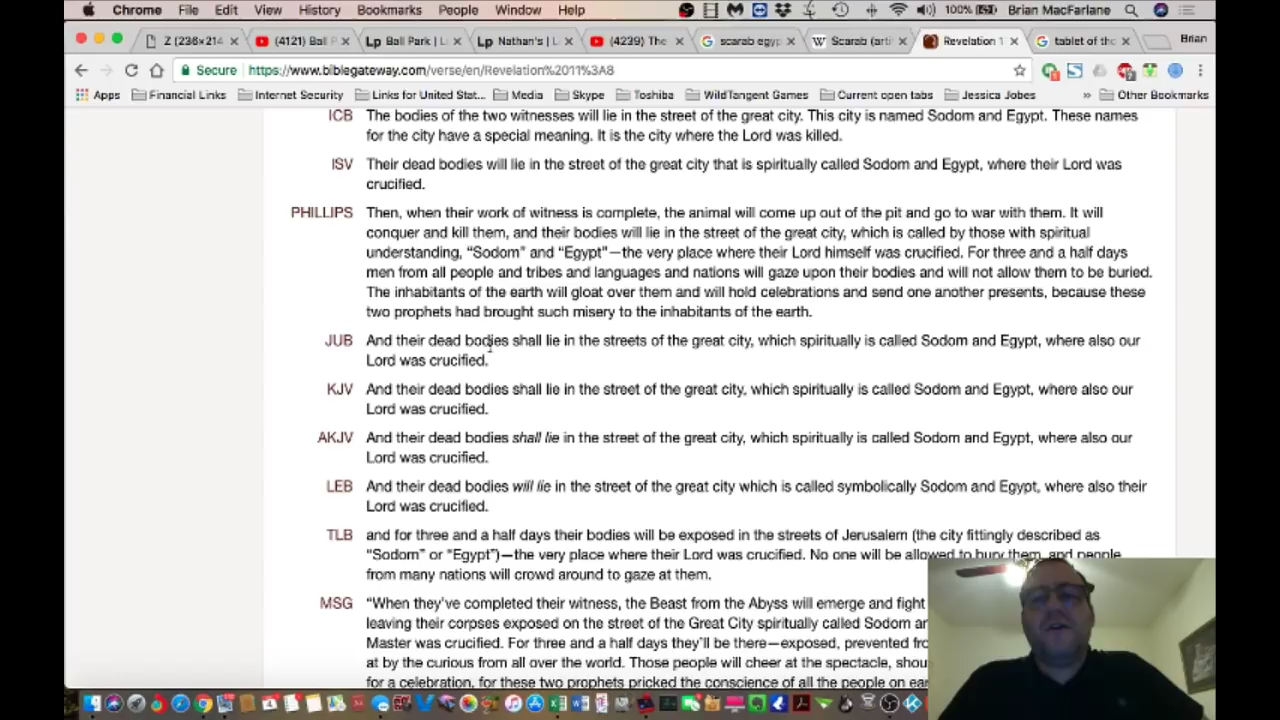 Chrome File Edit View History Bookmarks People Window Help 100% Brian MacFarlane
Z (236×214 (4121) Ball P Ball Park | L Nathan's | L (4239) The scarab egyp Scarab (arti Revelation 1 tablet of tho Brian
Secure https://www.biblegateway.com/verse/en/Revelation%2011%3A8
Apps Financial Links Internet Security Links for United Stat... Media Skype Toshiba WildTangent Games Current open tabs Jessica Jobes » Other Bookmarks
ICB The bodies of the two witnesses will lie in the street of the great city. This city is named Sodom and Egypt. These names
for the city have a special meaning. It is the city where the Lord was killed.
ISV Their dead bodies will lie in the street of the great city that is spiritually called Sodom and Egypt, where their Lord was
crucified.
PHILLIPS Then, when their work of witness is complete, the animal will come up out of the pit and go to war with them. It will
conquer and kill them, and their bodies will lie in the street of the great city, which is called by those with spiritual
understanding, “Sodom” and “Egypt”—the very place where their Lord himself was crucified. For three and a half days
men from all people and tribes and languages and nations will gaze upon their bodies and will not allow them to be buried.
The inhabitants of the earth will gloat over them and will hold celebrations and send one another presents, because these
two prophets had brought such misery to the inhabitants of the earth.
JUB And their dead bodies shall lie in the streets of the great city, which spiritually is called Sodom and Egypt, where also our
Lord was crucified.
KJV And their dead bodies shall lie in the street of the great city, which spiritually is called Sodom and Egypt, where also our
Lord was crucified.
AKJV And their dead bodies shall lie in the street of the great city, which spiritually is called Sodom and Egypt, where also our
Lord was crucified.
LEB And their dead bodies will lie in the street of the great city which is called symbolically Sodom and Egypt, where also their
Lord was crucified.
TLB and for three and a half days their bodies will be exposed in the streets of Jerusalem (the city fittingly described as
“Sodom” or “Egypt”)—the very place where their Lord was crucified. No one will be allowed to bury them, and people
from many nations will crowd around to gaze at them.
MSG “When they’ve completed their witness, the Beast from the Abyss will emerge and fight
leaving their corpses exposed on the street of the Great City spiritually called Sodom an
Master was crucified. For three and a half days they’ll be there—exposed, prevented fro
at by the curious from all over the world. Those people will cheer at the spectacle, shou
for a celebration, for these two prophets pricked the conscience of all the people on ear